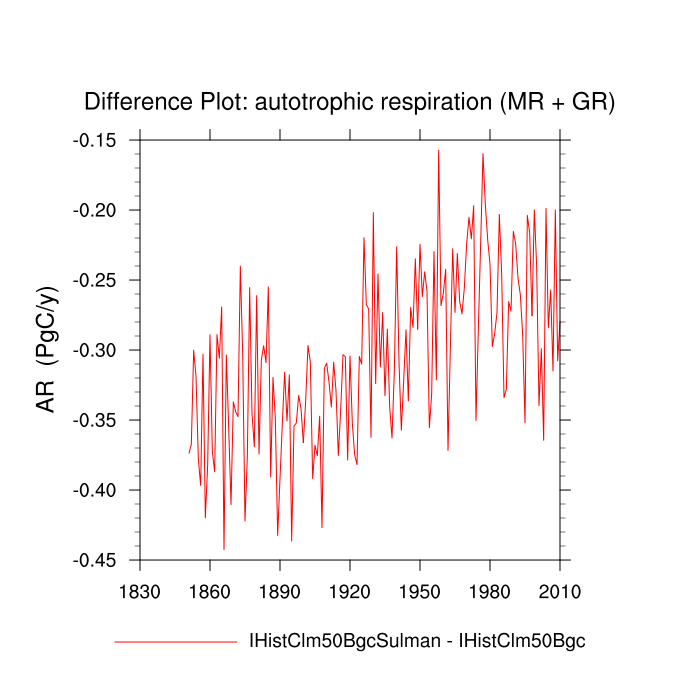 Difference Plot: autotrophic respiration (MR + GR)
-0.15
-0.20
-0.25
-0.30
-0.35
-0.40
-0.45
AR (PgC/y)
1830 1860 1890 1920 1950 1980 2010
IHistClm50BgcSulman - IHistClm50Bgc